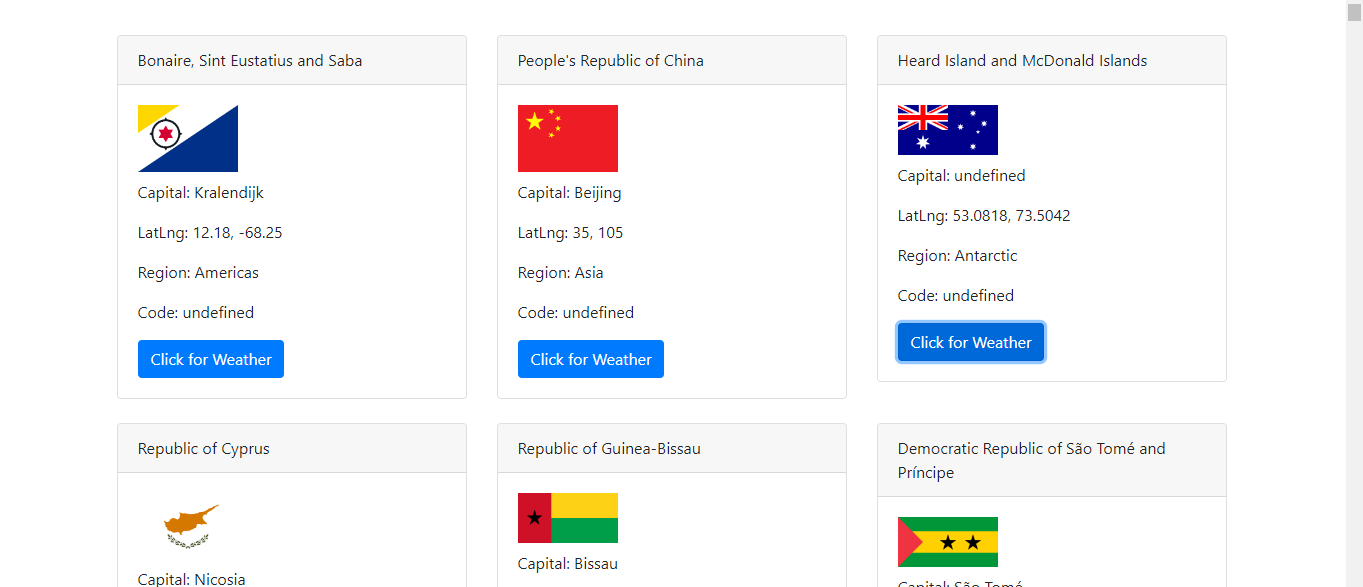 Bonaire, Sint Eustatius and Saba
Capital: Kralendijk
LatLng: 12.18, -68.25
Region: Americas
Code: undefined
Click for Weather
People's Republic of China
Capital: Beijing
LatLng: 35, 105
Region: Asia
Code: undefined
Click for Weather
Heard Island and McDonald Islands
Capital: undefined
LatLng: 53.0818, 73.5042
Region: Antarctic
Code: undefined
Click for Weather
Republic of Cyprus
Capital: Nicosia
Republic of Guinea-Bissau
Capital: Bissau
Democratic Republic of São Tomé and
Príncipe
Capital: São Tomé